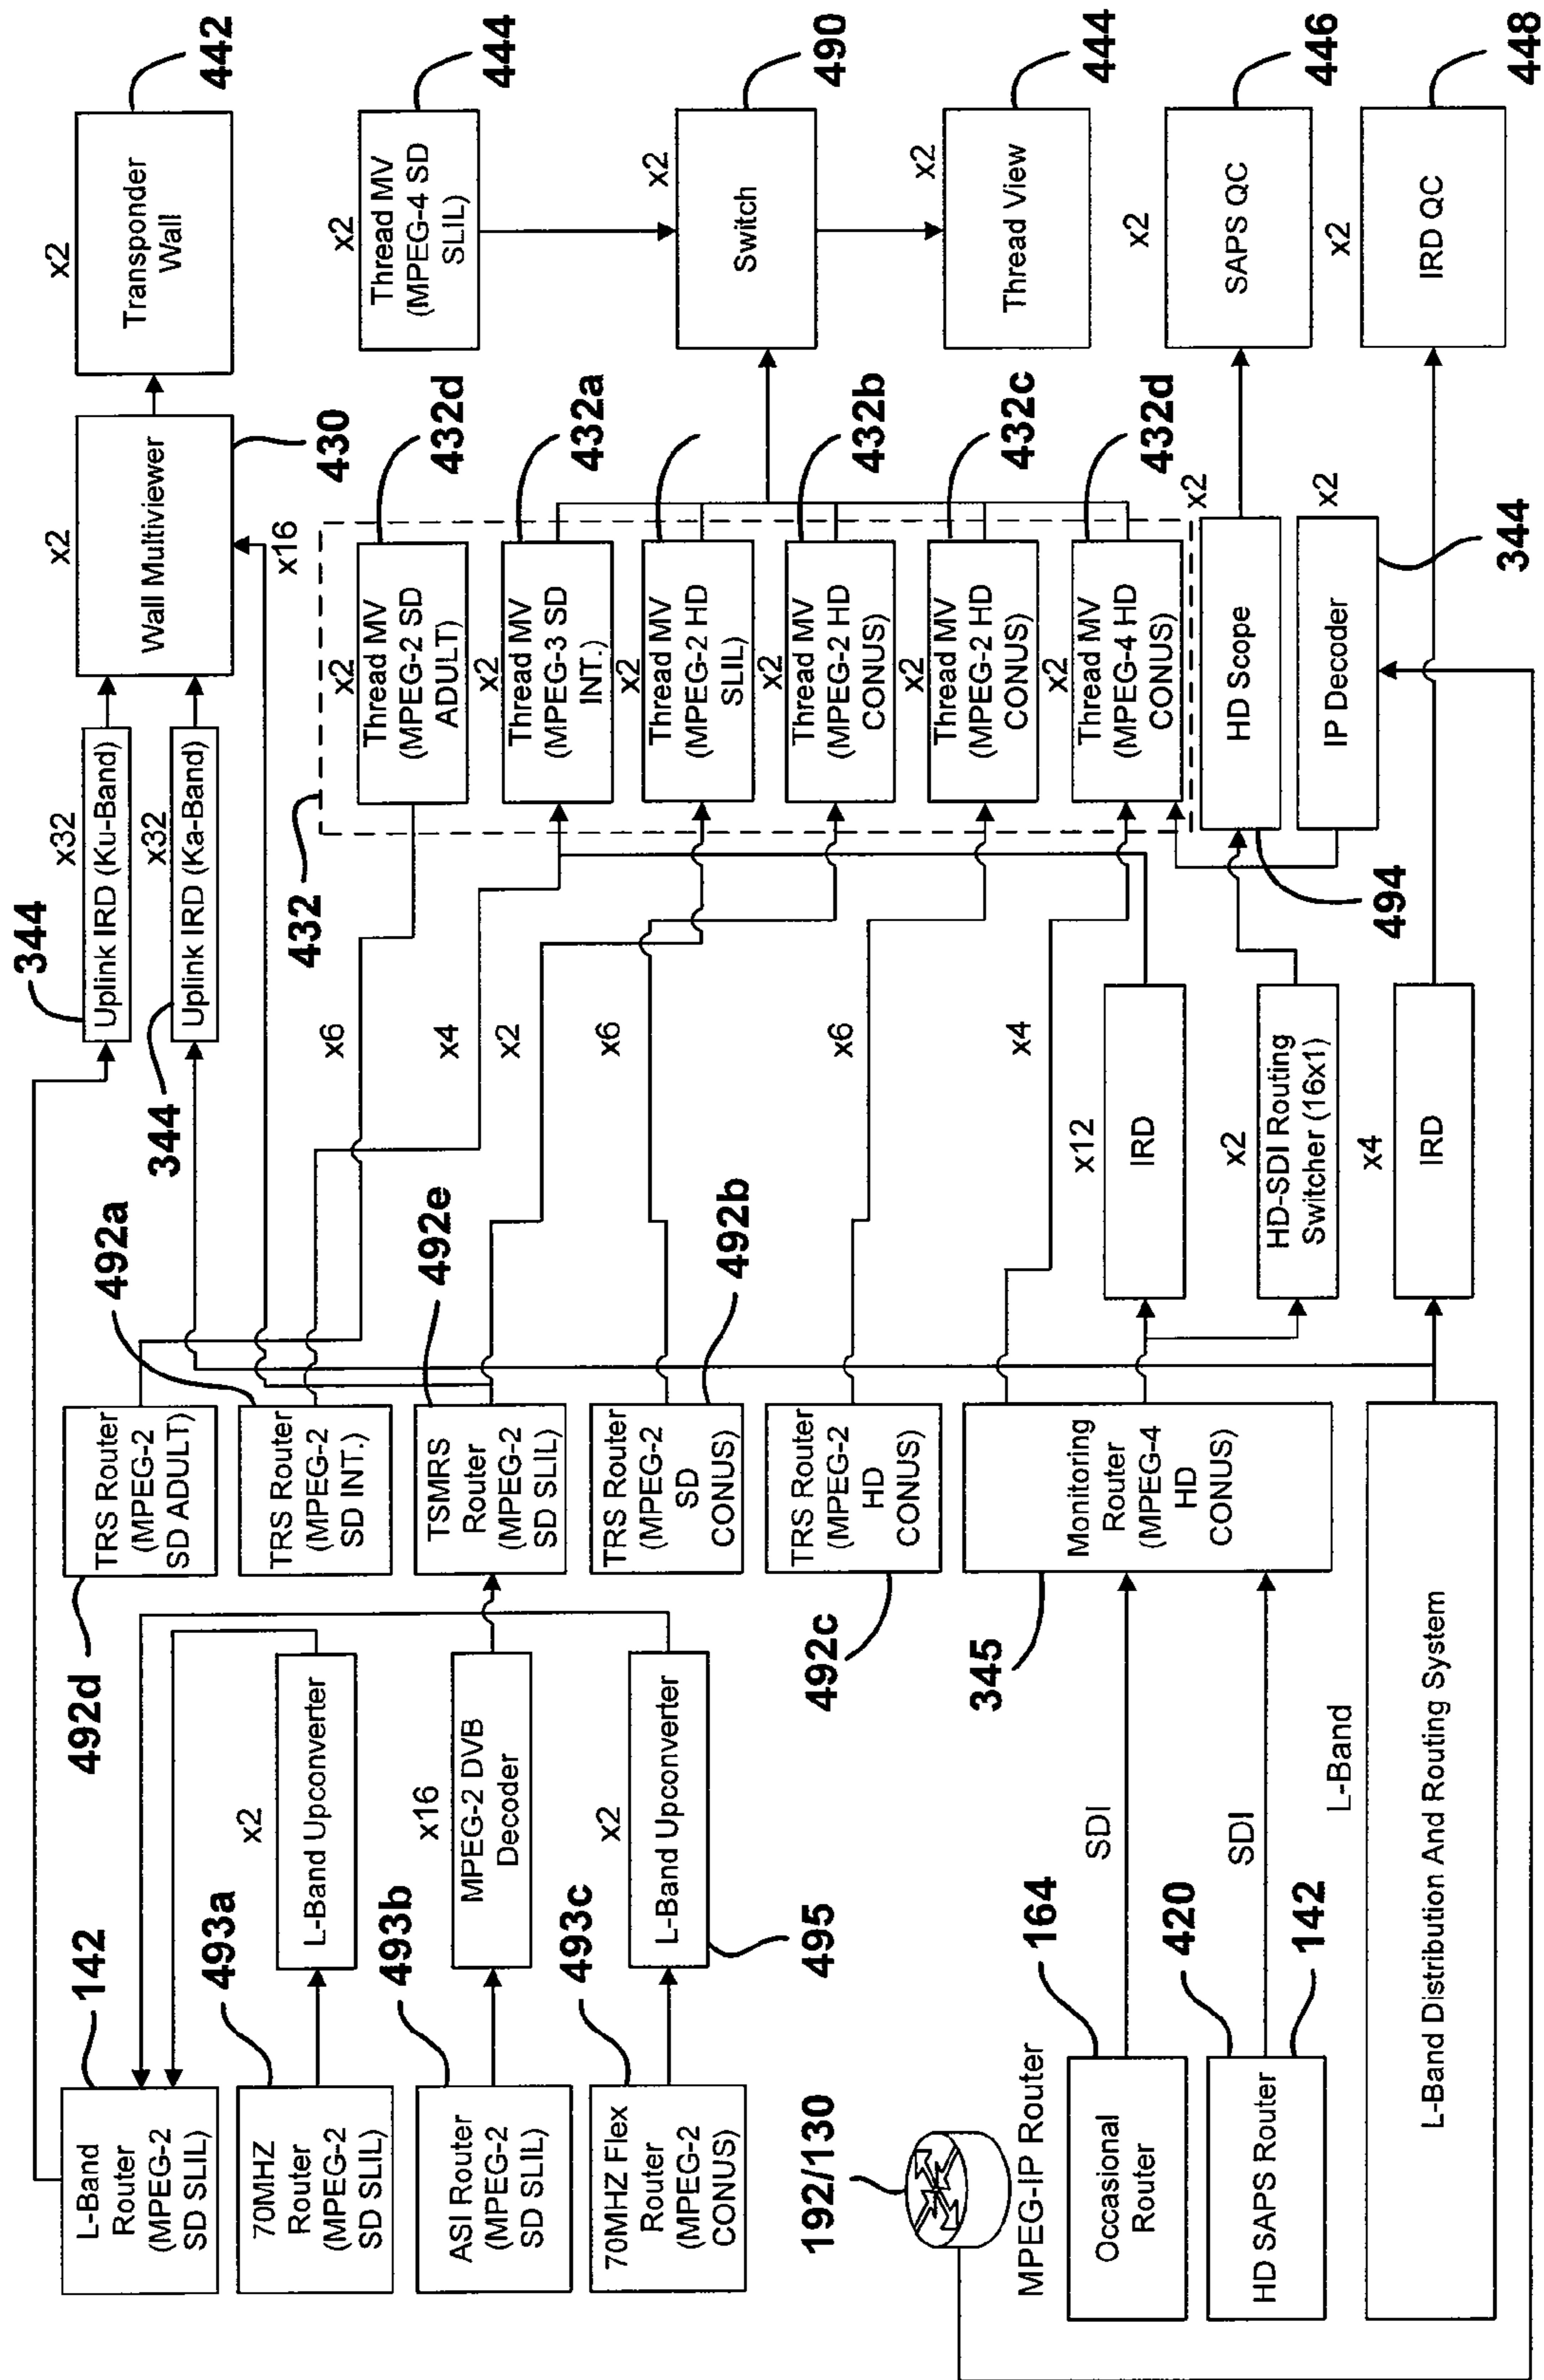 142
L-Band
Router
(MPEG-2
SD SLIL)
493a
70MHZ
Router
(MPEG-2
SD SLIL)
x2
L-Band Upconverter
493b
ASI Router
(MPEG-2
SD SLIL)
x16
MPEG-2 DVB
Decoder
493c
70MHZ Flex
Router
(MPEG-2
CONUS)
x2
L-Band Upconverter
495
192/130
MPEG-IP Router
164
Occasional
Router
SDI
420
142
HD SAPS Router
SDI
L-Band
L-Band Distribution And Routing System
492d
TRS Router
(MPEG-2
SD ADULT)
492a
TRS Router
(MPEG-2
SD INT.)
492e
TSMRS
Router
(MPEG-2
SD SLIL)
492b
TRS Router
(MPEG-2
SD
CONUS)
492c
TRS Router
(MPEG-2
HD
CONUS)
345
Monitoring
Router
(MPEG-4
HD
CONUS)
344
x32
Uplink IRD (Ku-Band)
344
x32
Uplink IRD (Ka-Band)
x6
x4
x2
x6
x6
x4
x12
IRD
x2
HD-SDI Routing
Switcher (16x1)
x4
IRD
x2
Wall Multiviewer
430
x16
432
x2
Thread MV
(MPEG-2 SD
ADULT)
432d
x2
Thread MV
(MPEG-3 SD
INT.)
432a
x2
Thread MV
(MPEG-2 HD
SLIL)
x2
Thread MV
(MPEG-2 HD
CONUS)
432b
x2
Thread MV
(MPEG-2 HD
CONUS)
432c
x2
Thread MV
(MPEG-4 HD
CONUS)
432d
x2
HD Scope
494
x2
IP Decoder
344
x2
Transponder
Wall
442
x2
Thread MV
(MPEG-4 SD
SLIL)
444
x2
Switch
490
x2
Thread View
444
x2
SAPS QC
446
x2
IRD QC
448